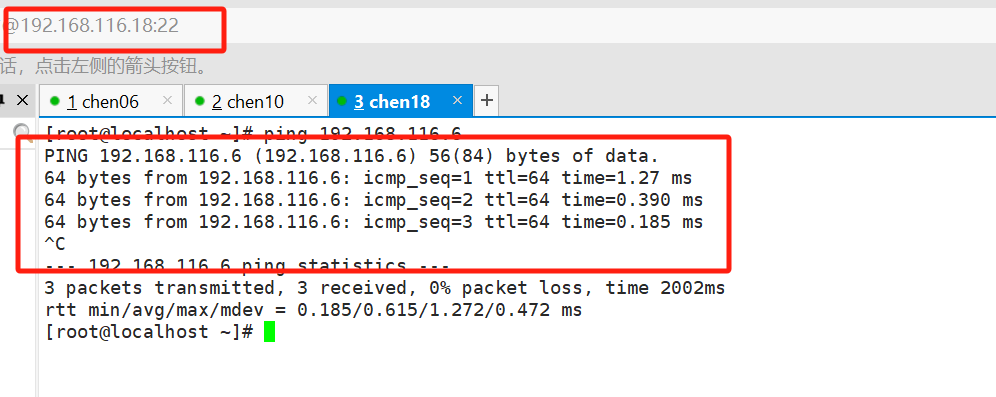 @192.168.116.18:22
话，点击左侧的箭头按钮。
1 chen06 × 2 chen10 × 3 chen18 × +
[root@localhost ~]# ping 192.168.116.6
PING 192.168.116.6 (192.168.116.6) 56(84) bytes of data.
64 bytes from 192.168.116.6: icmp_seq=1 ttl=64 time=1.27 ms
64 bytes from 192.168.116.6: icmp_seq=2 ttl=64 time=0.390 ms
64 bytes from 192.168.116.6: icmp_seq=3 ttl=64 time=0.185 ms
^C
--- 192.168.116.6 ping statistics ---
3 packets transmitted, 3 received, 0% packet loss, time 2002ms
rtt min/avg/max/mdev = 0.185/0.615/1.272/0.472 ms
[root@localhost ~]#